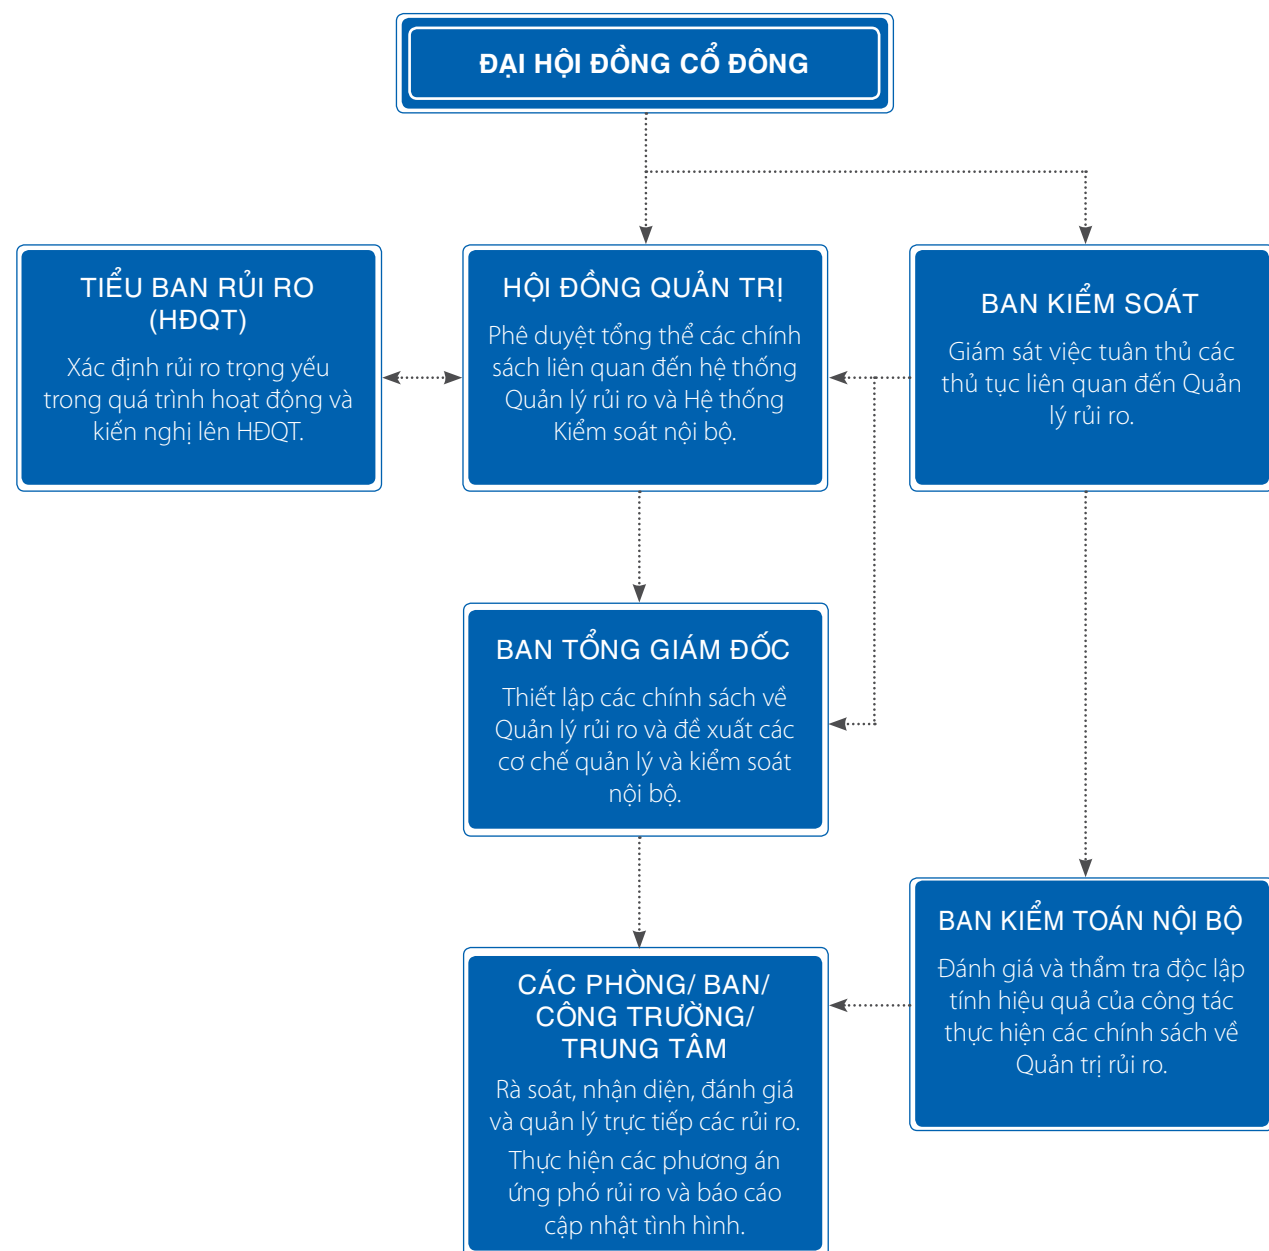 ĐẠI HỘI ĐỒNG CỔ ĐÔNG
TIỂU BAN RỦI RO
(HĐQT)
Xác định rủi ro trọng yếu
trong quá trình hoạt động và
kiến nghị lên HĐQT.
HỘI ĐỒNG QUẢN TRỊ
Phê duyệt tổng thể các chính
sách liên quan đến hệ thống
Quản lý rủi ro và Hệ thống
Kiểm soát nội bộ.
BAN KIỂM SOÁT
Giám sát việc tuân thủ các
thủ tục liên quan đến Quản
lý rủi ro.
BAN TỔNG GIÁM ĐỐC
Thiết lập các chính sách về
Quản lý rủi ro và đề xuất các
cơ chế quản lý và kiểm soát
nội bộ.
CÁC PHÒNG/ BAN/
CÔNG TRƯỜNG/
TRUNG TÂM
Rà soát, nhận diện, đánh giá
và quản lý trực tiếp các rủi ro.
Thực hiện các phương án
ứng phó rủi ro và báo cáo
cập nhật tình hình.
BAN KIỂM TOÁN NỘI BỘ
Đánh giá và thẩm tra độc lập
tính hiệu quả của công tác
thực hiện các chính sách về
Quản trị rủi ro.